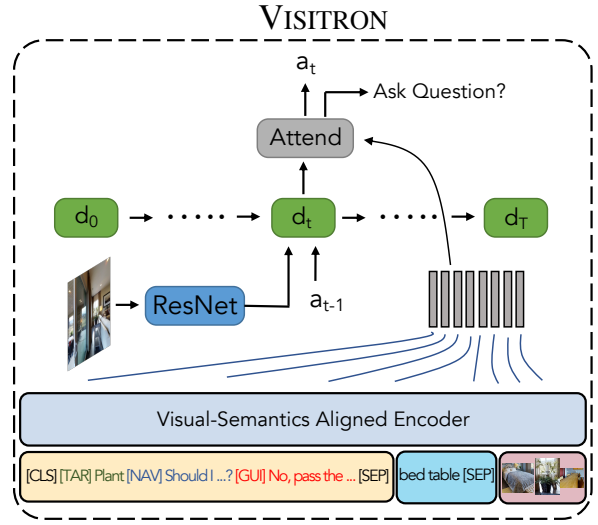 VISITRON
a_t
Ask Question?
Attend
d_0 ..... d_t ..... d_T
ResNet
a_{t-1}
Visual-Semantics Aligned Encoder
[CLS] [TAR] Plant [NAV] Should I ...? [GUI] No, pass the ... [SEP] bed table [SEP]